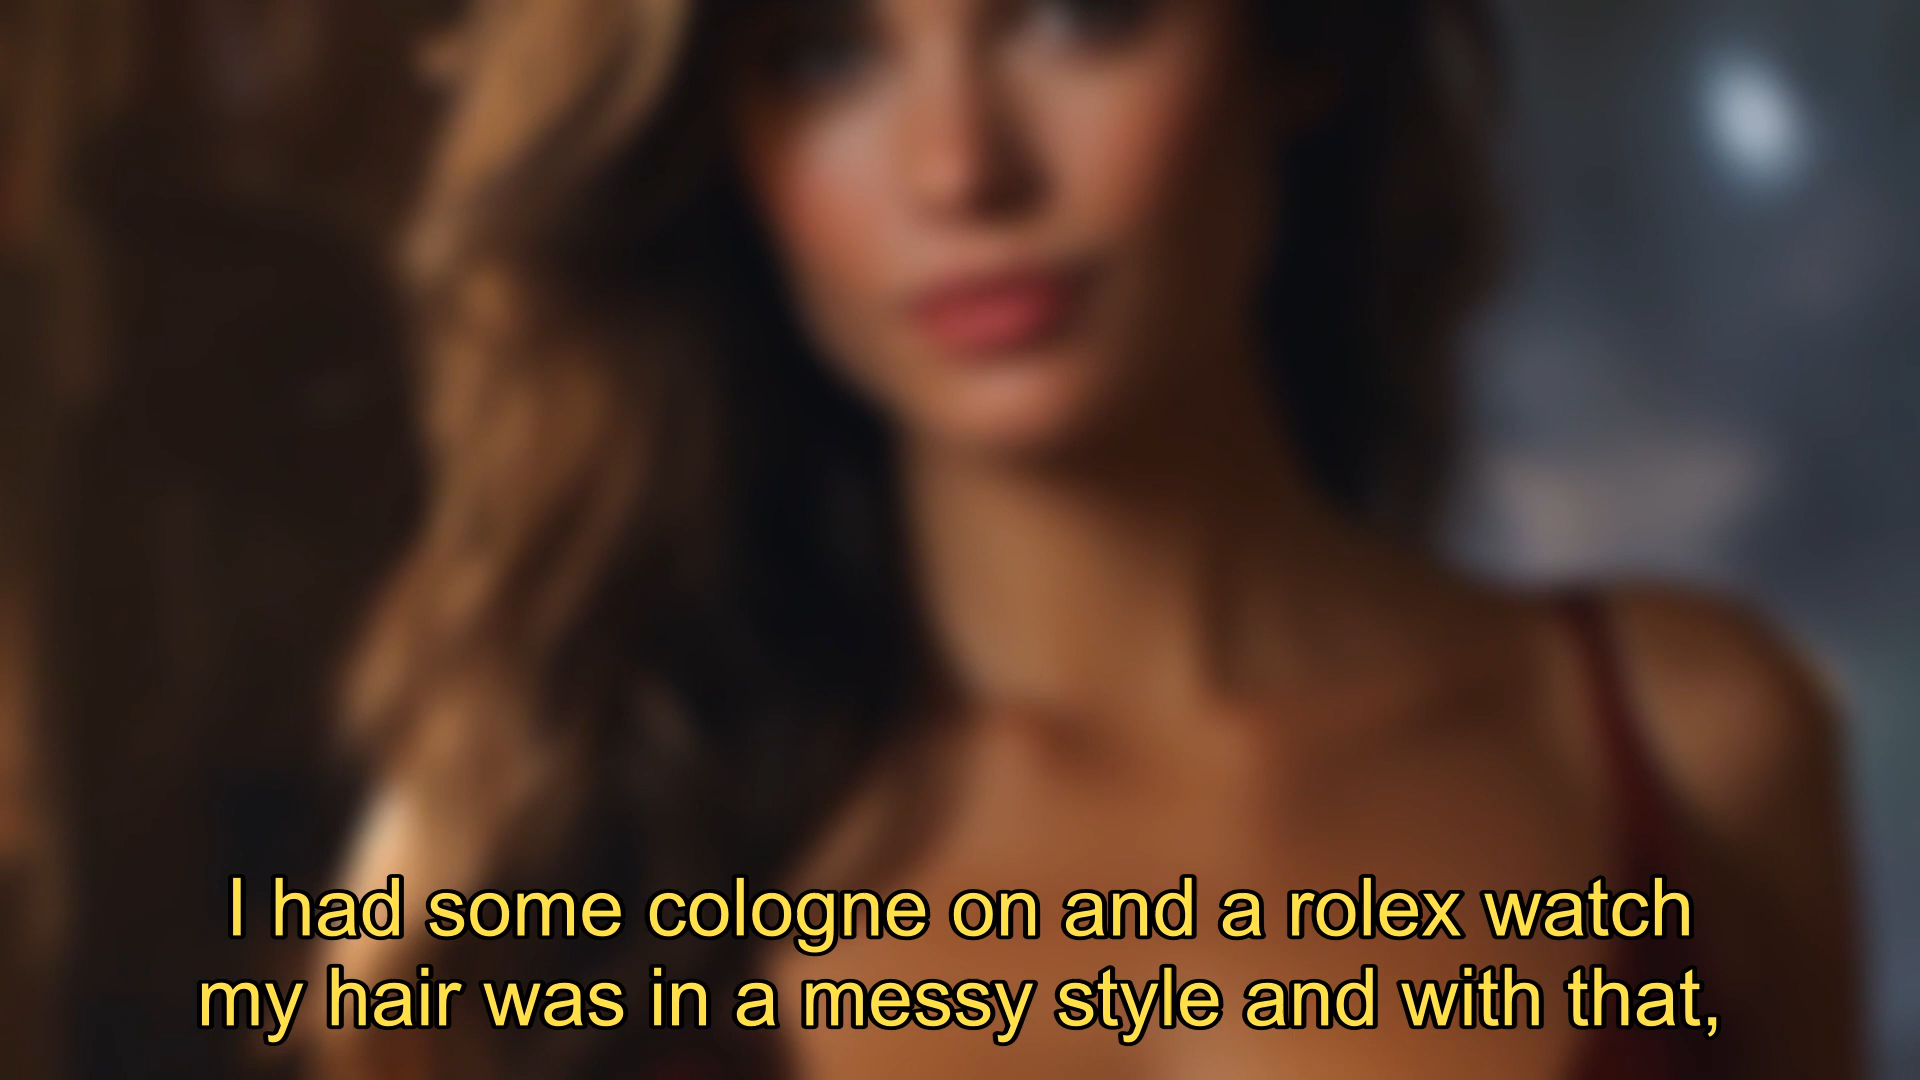 I had some cologne on and a rolex watch
my hair was in a messy style and with that,